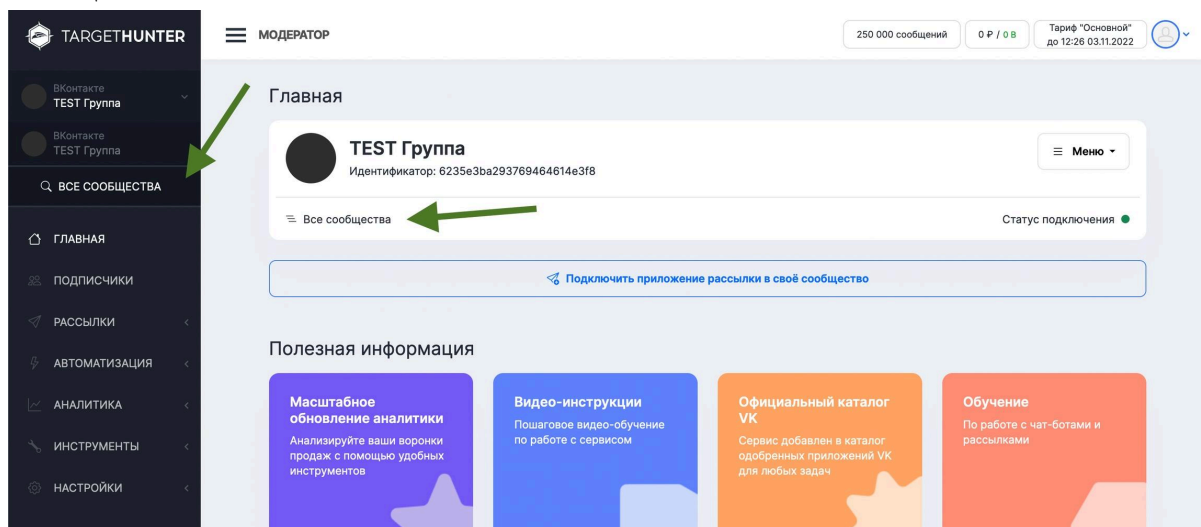 TARGETHUNTER
МОДЕРАТОР
250 000 сообщений
0 ₽ / 0 B
Тариф "Основной"
до 12:26 03.11.2022
ВКонтакте
TEST Группа
ВКонтакте
TEST Группа
ВСЕ СООБЩЕСТВА
ГЛАВНАЯ
ПОДПИСЧИКИ
РАССЫЛКИ
АВТОМАТИЗАЦИЯ
АНАЛИТИКА
ИНСТРУМЕНТЫ
НАСТРОЙКИ
Главная
TEST Группа
Идентификатор: 6235e3ba293769464614e3f8
Меню
Все сообщества
Статус подключения
Подключить приложение рассылки в своё сообщество
Полезная информация
Масштабное
обновление аналитики
Анализируйте ваши воронки
продаж с помощью удобных
инструментов
Видео-инструкции
Пошаговое видео-обучение
по работе с сервисом
Официальный каталог
VK
Сервис добавлен в каталог
одобренных приложений VK
для любых задач
Обучение
По работе с чат-ботами и
рассылками